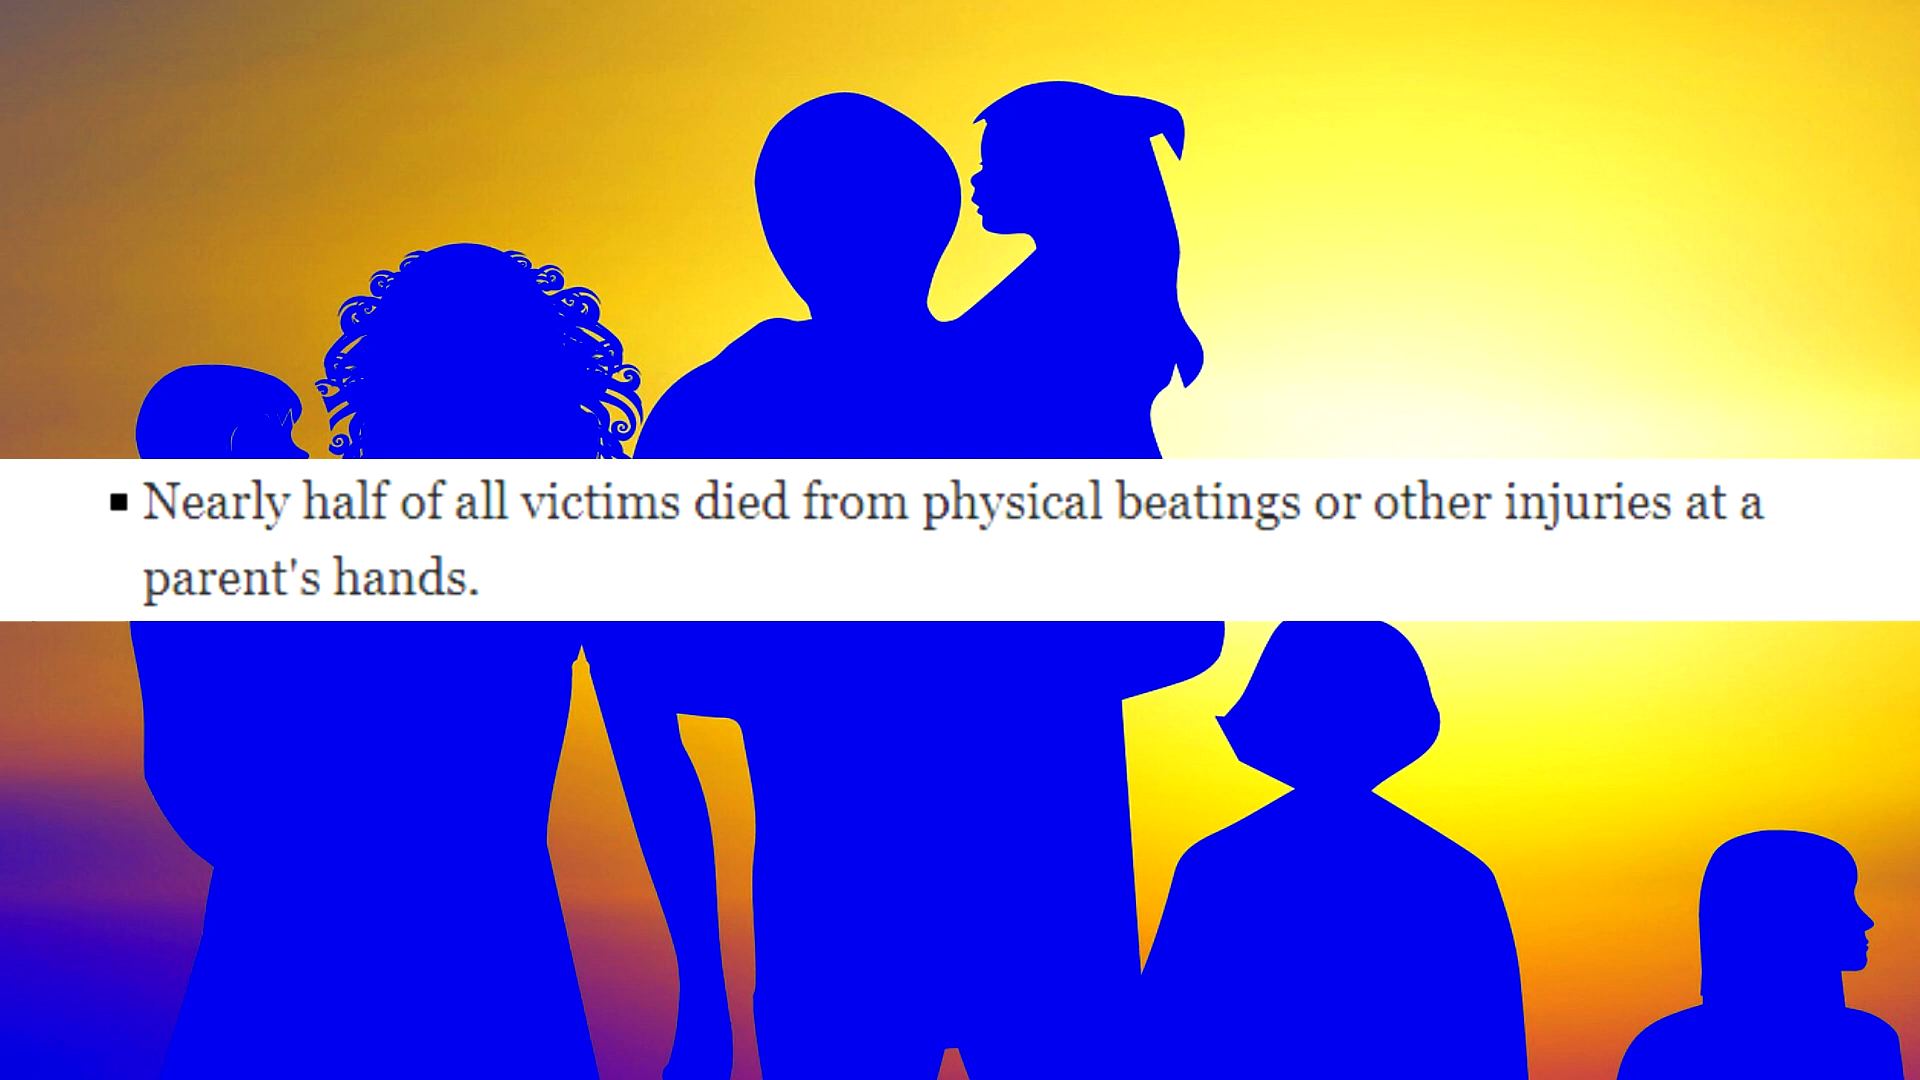 ▪ Nearly half of all victims died from physical beatings or other injuries at a
parent's hands.